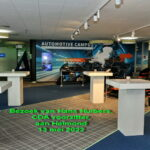 AUTOMOTIVE CAMPUS
Bezoek van Hans Huibers
CDA Voorzitter
aan Helmond
13 mei 2022